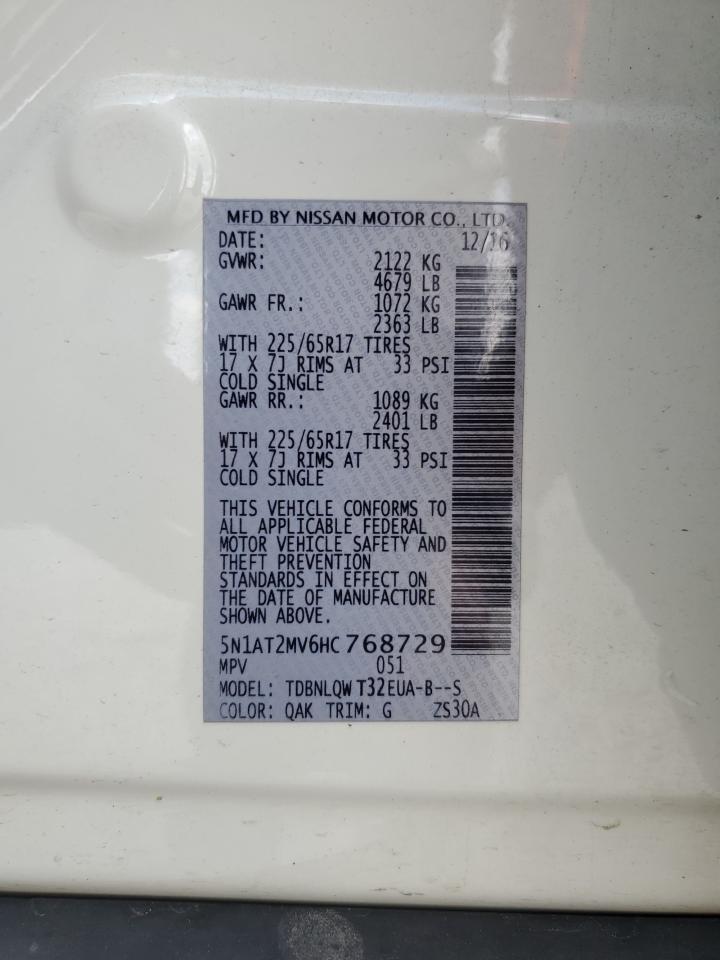 MFD BY NISSAN MOTOR CO., LTD.
DATE: 12/16
GVWR: 2122 KG
4679 LB
GAWR FR.: 1072 KG
2363 LB
WITH 225/65R17 TIRES
17 X 7J RIMS AT 33 PSI
COLD SINGLE
GAWR RR.: 1089 KG
2401 LB
WITH 225/65R17 TIRES
17 X 7J RIMS AT 33 PSI
COLD SINGLE
THIS VEHICLE CONFORMS TO
ALL APPLICABLE FEDERAL
MOTOR VEHICLE SAFETY AND
THEFT PREVENTION
STANDARDS IN EFFECT ON
THE DATE OF MANUFACTURE
SHOWN ABOVE.
5N1AT2MV6HC768729
MPV 051
MODEL: TDBNLQW T32EUA-B--S
COLOR: QAK TRIM: G ZS30A